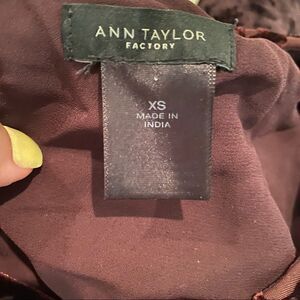 ANN TAYLOR
FACTORY
XS
MADE IN
INDIA